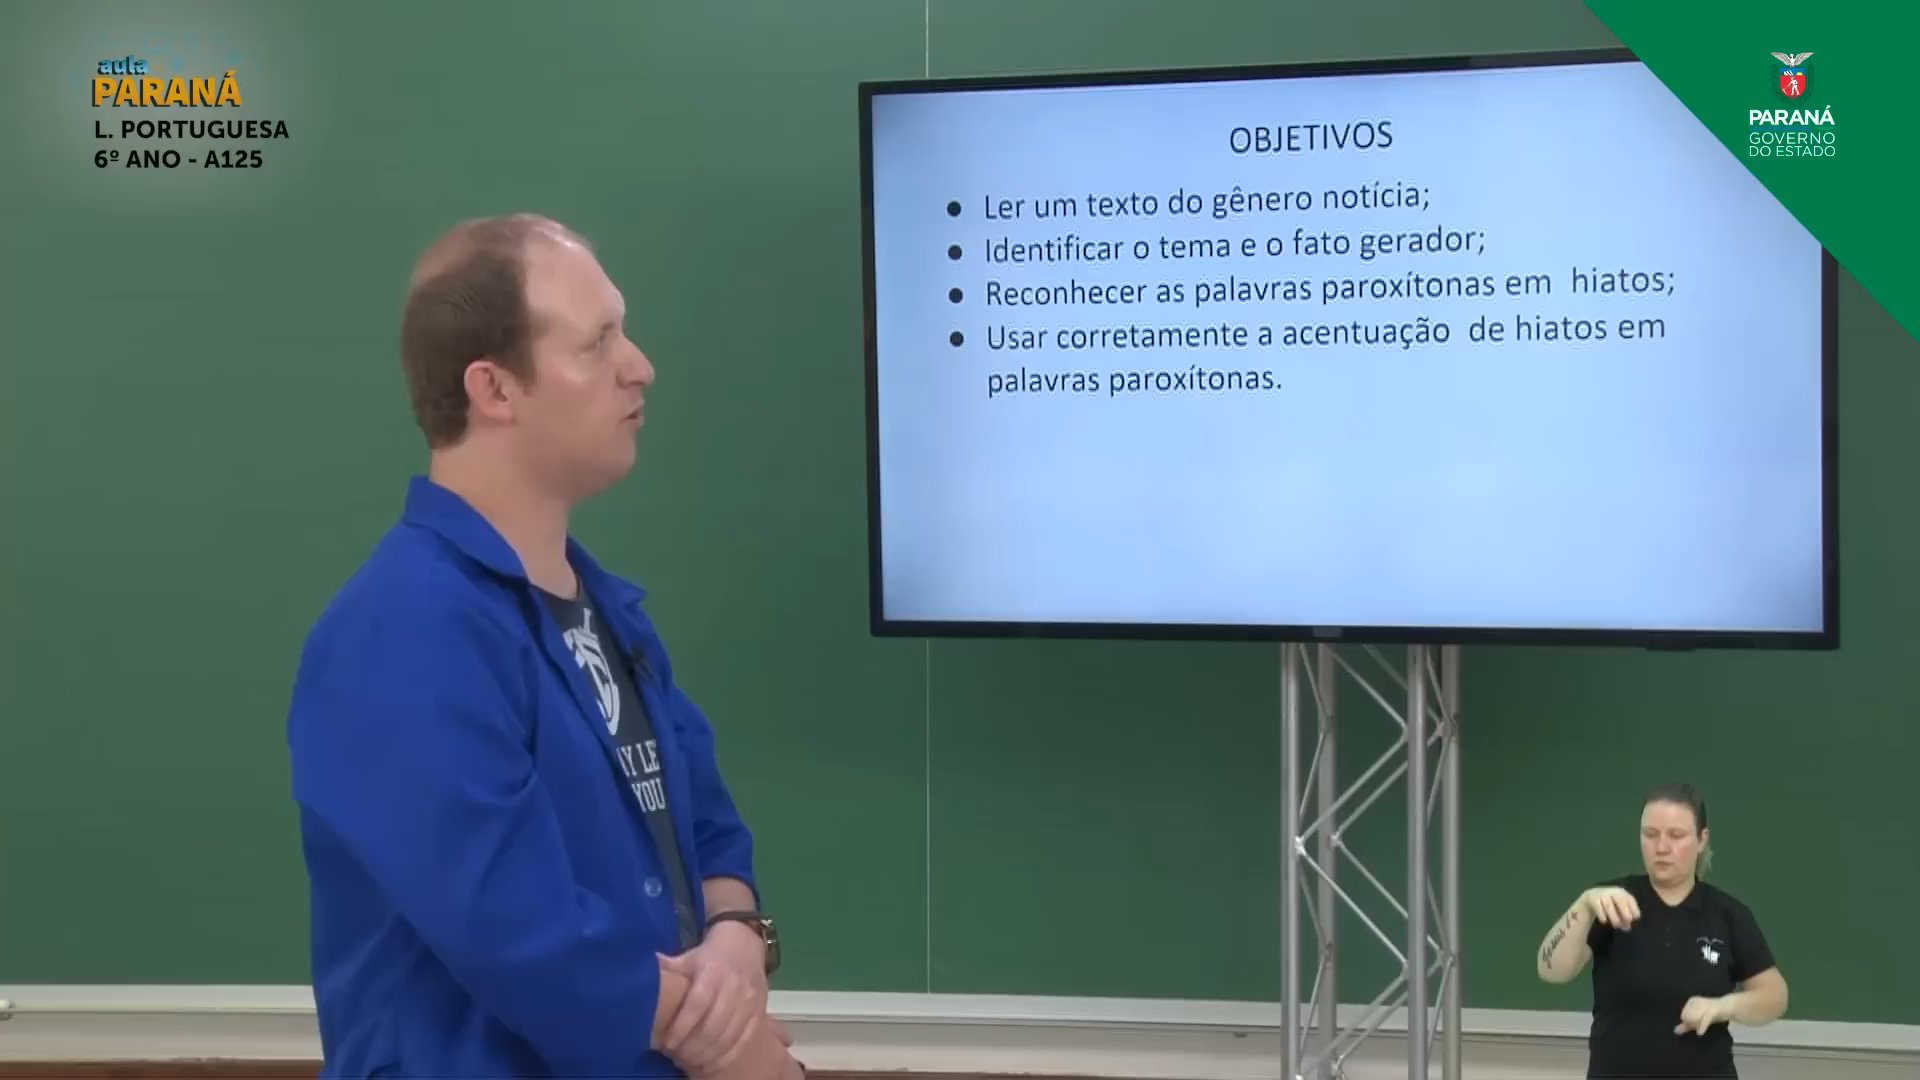 aula
PARANÁ
L. PORTUGUESA
6º ANO - A125
PARANÁ
GOVERNO
DO ESTADO
OBJETIVOS
● Ler um texto do gênero notícia;
● Identificar o tema e o fato gerador;
● Reconhecer as palavras paroxítonas em hiatos;
● Usar corretamente a acentuação de hiatos em
palavras paroxítonas.
YOU